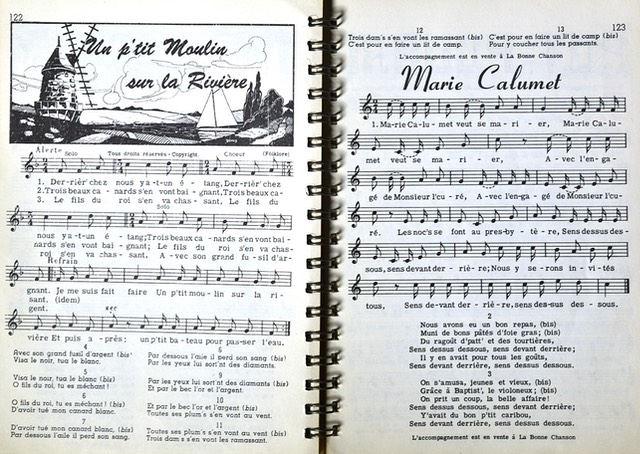 122
Un p'tit Moulin
sur la Rivière
Alerte Solo Tous droits réservés - Copyright. Choeur (Folklore)
1. Derrièr' chez nous y a-t-un é - tang, Derrièr' chez
2. Trois beaux ca - nards s'en vont bai - gnant, Trois beaux ca -
3. Le fils du roi s'en va chas - sant, Le fils du
Solo
nous y a-t-un é - tang; Trois beaux ca - nards s'en vont bai -
nards s'en vont bai - gnant; Le fils du roi s'en va chas-
roi s'en va chas - sant, A - vec son grand fu - sil d'ar-
Refrain
gnant. Je me suis fait faire Un p'tit mou - lin sur la ri -
sant, (idem)
gent.
vière Et puis a - près: un p'tit ba - teau pour pas - ser l'eau.
4
Avec son grand fusil d'argent (bis)
Visa le noir, tua le blanc.
5
Visa le noir, tua le blanc (bis)
O fils du roi, tu es méchant!
6
O fils du roi, tu es méchant! (bis)
D'avoir tué mon canard blanc.
7
D'avoir tué mon canard blanc, (bis)
Par dessous l'aile il perd son sang.
8
Par dessous l'aile il perd son sang (bis)
Par les yeux lui sort'nt des diamants.
9
Par les yeux lui sort'nt des diamants (bis)
Et par le bec l'or et l'argent.
10
Et par le bec l'or et l'argent (bis)
Toutes ses plum's s'en vont au vent.
11
Toutes ses plum's s'en vont au vent (bis)
Trois dam's s'en vont les ramassant.
123
12
Trois dam's s'en vont les ramassant (bis)
C'est pour en faire un lit de camp.
13
C'est pour en faire un lit de camp (bis)
Pour y coucher tous les passants.
L'accompagnement est en vente à La Bonne Chanson
Marie Calumet
1. Ma-rie Ca-lu - met veut se ma - ri - er, Ma-rie Ca-lu -
met veut se ma - ri - er, A - vec l'en-ga -
gé de Monsieur l'cu - ré, A - vec l'en-ga - gé de Monsieur l'cu -
ré. Les noc's se font au pres-by - tè - re, Sens dessus des -
sous, sens devant der - riè - re; Nous y se - rons in - vi - tés
tous, Sens de-vant der - riè - re, sens des-sus des - sous.
2
Nous avons eu un bon repas, (bis)
Muni de bons pâtés d'foie gras; (bis)
Du ragoût d'patt' et des tourtières,
Sens dessus dessous, sens devant derrière;
Il y en avait pour tous les goûts,
Sens devant derrière, sens dessus dessous.
3
On s'amusa, jeunes et vieux, (bis)
Grâce à Baptist', le violoneux; (bis)
On prit un coup, la belle affaire!
Sens dessus dessous, sens devant derrière;
Y'avait du bon p'tit caribou,
Sens devant derrière, sens dessus dessous.
L'accompagnement est en vente à La Bonne Chanson